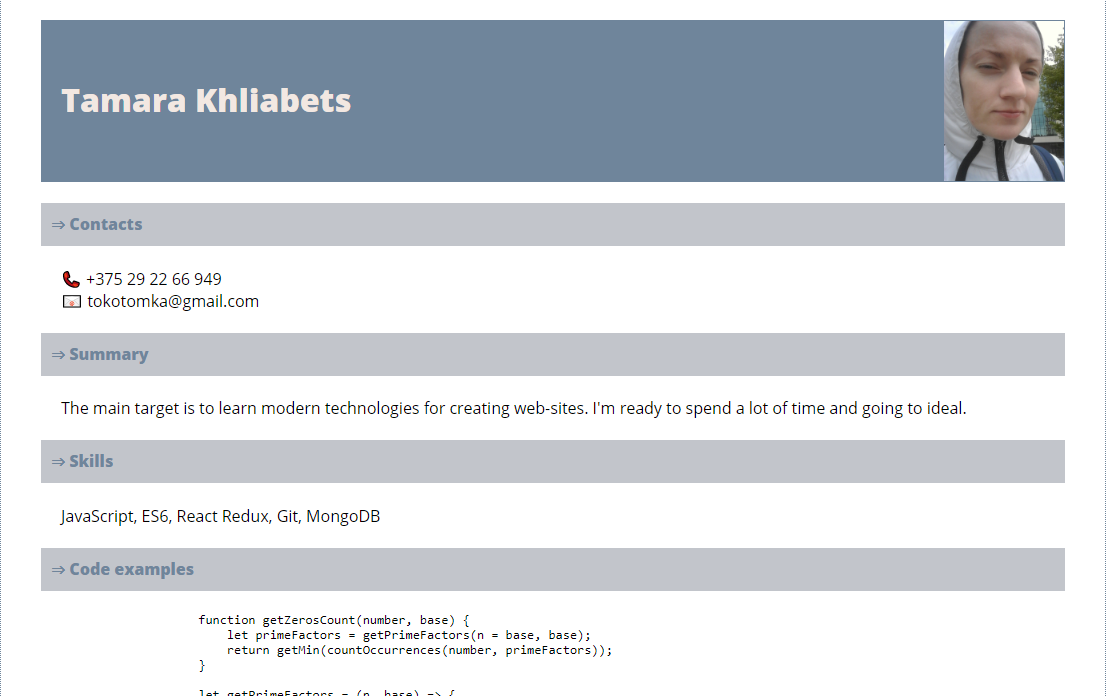 Tamara Khliabets
⇒ Contacts
+375 29 22 66 949
tokotomka@gmail.com
⇒ Summary
The main target is to learn modern technologies for creating web-sites. I'm ready to spend a lot of time and going to ideal.
⇒ Skills
JavaScript, ES6, React Redux, Git, MongoDB
⇒ Code examples
function getZerosCount(number, base) {
    let primeFactors = getPrimeFactors(n = base, base);
    return getMin(countOccurrences(number, primeFactors));
}
let getPrimeFactors = (n, base) => {